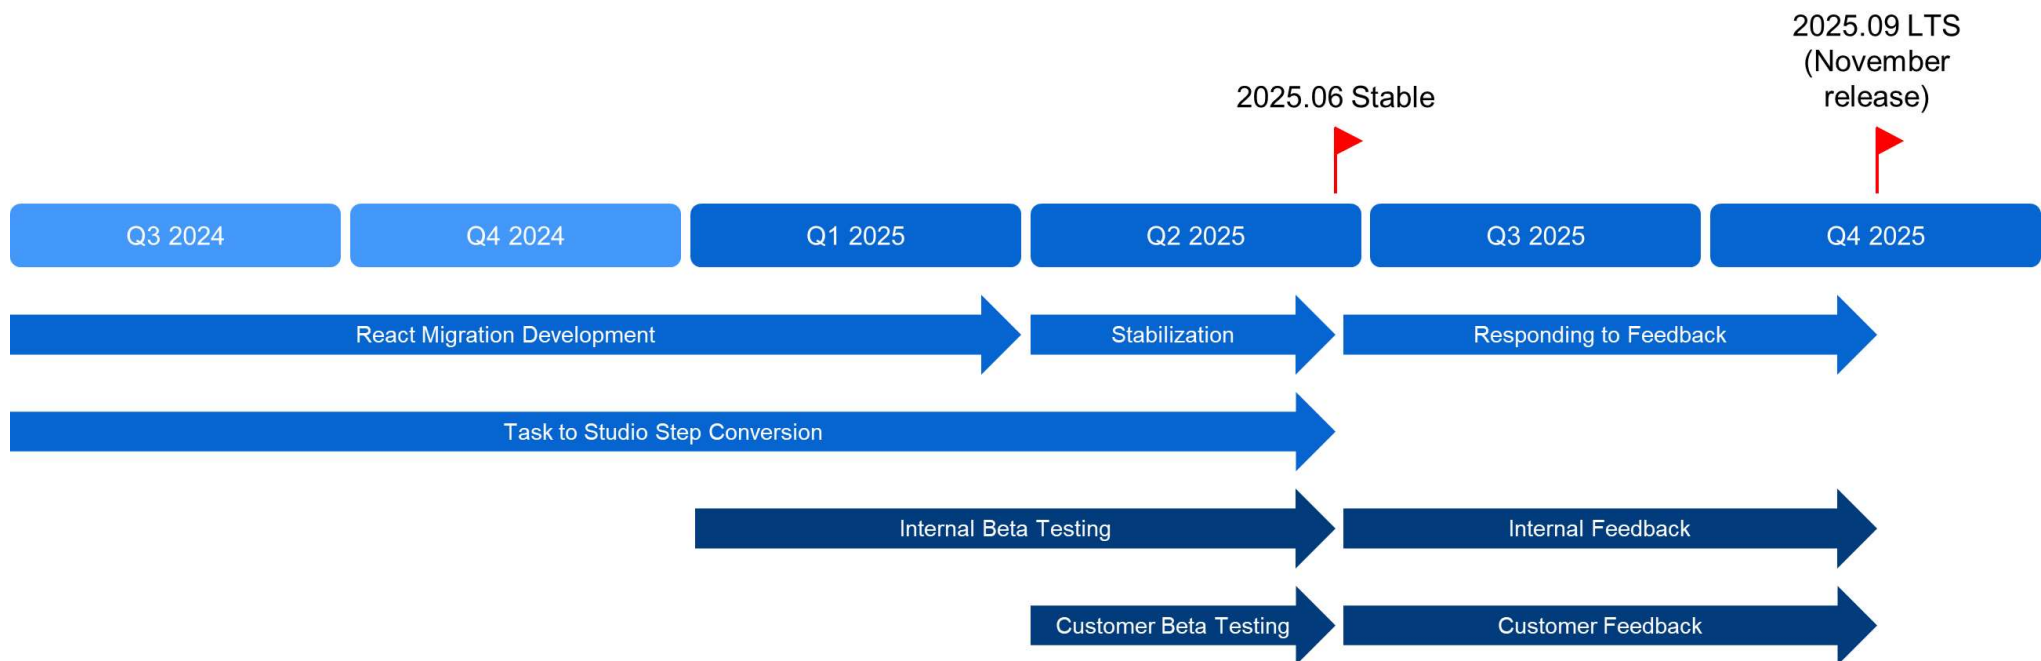 2025.09 LTS
(November
release)
2025.06 Stable
Q3 2024
Q4 2024
Q1 2025
Q2 2025
Q3 2025
Q4 2025
React Migration Development
Stabilization
Responding to Feedback
Task to Studio Step Conversion
Internal Beta Testing
Internal Feedback
Customer Beta Testing
Customer Feedback